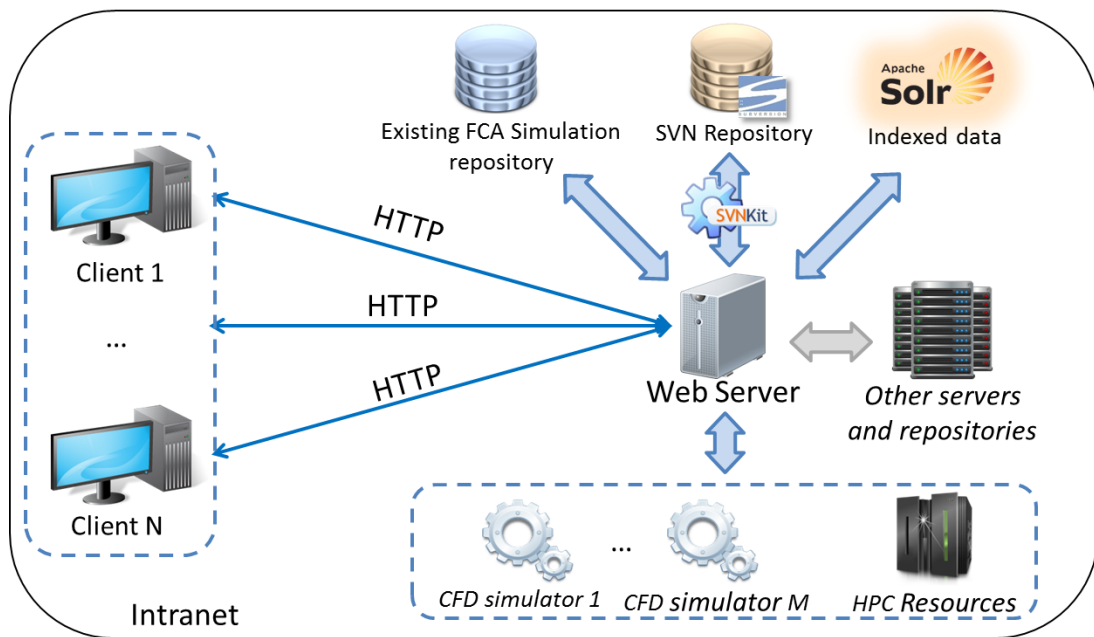 Apache
Solr
SUBVERSION
Existing FCA Simulation
repository
SVN Repository
Indexed data
SVNKit
HTTP
Client 1
HTTP
...
HTTP
Web Server
Other servers
and repositories
Client N
...
CFD simulator 1
CFD simulator M
HPC Resources
Intranet